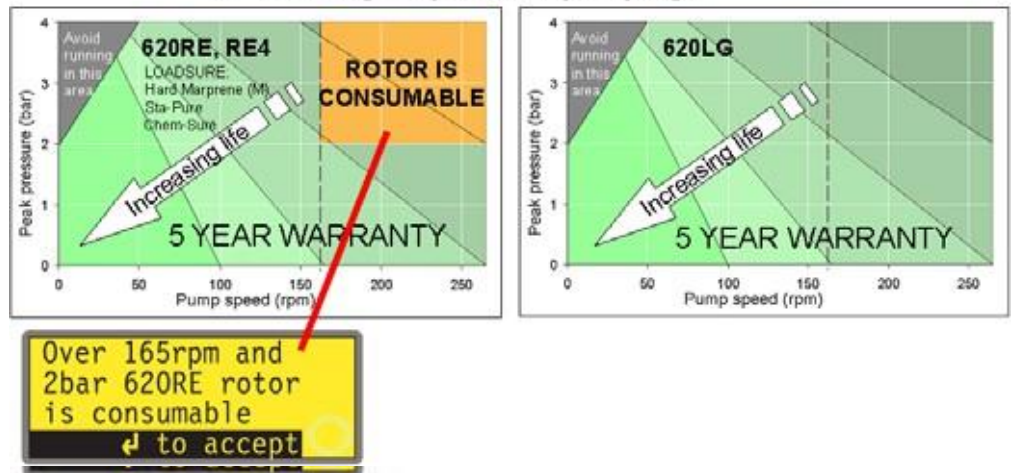 Avoid
running
in this
area
620RE, RE4
LOADSURE:
Hard Marprene (M)
Sta-Pure
Chem-Sure
ROTOR IS
CONSUMABLE
Increasing life
5 YEAR WARRANTY
Peak pressure (bar)
4
3
2
1
0
0 50 100 150 200 250
Pump speed (rpm)
Avoid
running
in this
area
620LG
Increasing life
5 YEAR WARRANTY
Peak pressure (bar)
4
3
2
1
0
0 50 100 150 200 250
Pump speed (rpm)
Over 165rpm and
2bar 620RE rotor
is consumable
↲ to accept